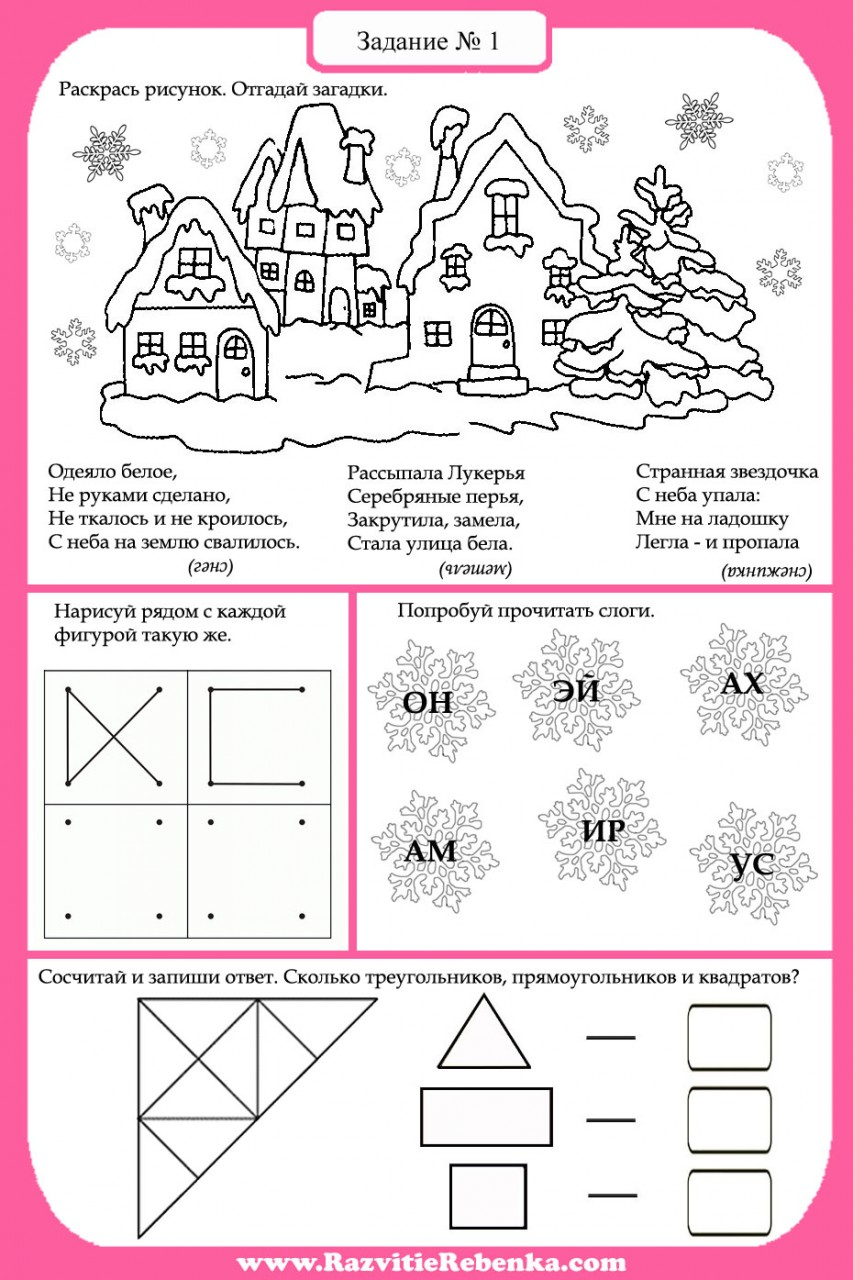 Задание № 1
Раскрась рисунок. Отгадай загадки.
Одеяло белое,
Не руками сделано,
Не ткалось и не кроилось,
С неба на землю свалилось.
(снег)
Рассыпала Лукерья
Серебряные перья,
Закрутила, замела,
Стала улица бела.
(метель)
Странная звездочка
С неба упала:
Мне на ладошку
Легла - и пропала
(снежинка)
Нарисуй рядом с каждой
фигурой такую же.
Попробуй прочитать слоги.
ОН
ЭЙ
АХ
АМ
ИР
УС
Сосчитай и запиши ответ. Сколько треугольников, прямоугольников и квадратов?
www.RazvitieRebenka.com